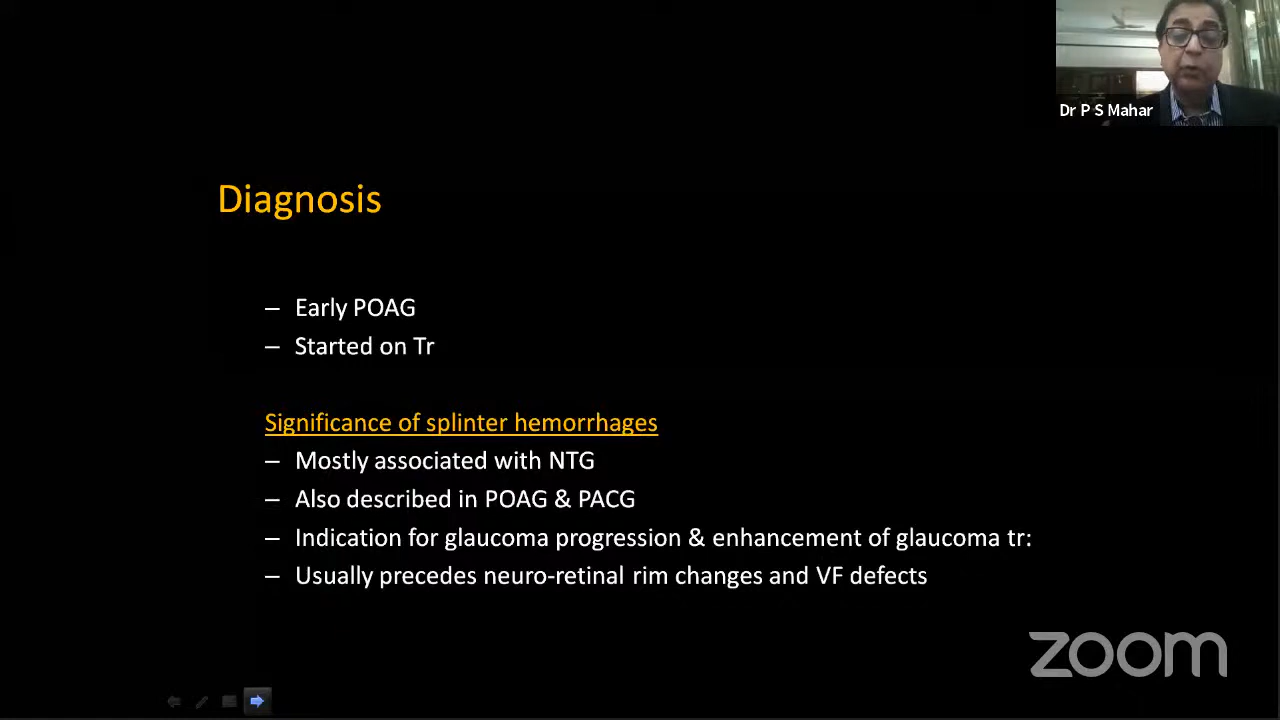 Dr P S Mahar
Diagnosis
– Early POAG
– Started on Tr
Significance of splinter hemorrhages
– Mostly associated with NTG
– Also described in POAG & PACG
– Indication for glaucoma progression & enhancement of glaucoma tr:
– Usually precedes neuro-retinal rim changes and VF defects
zoom